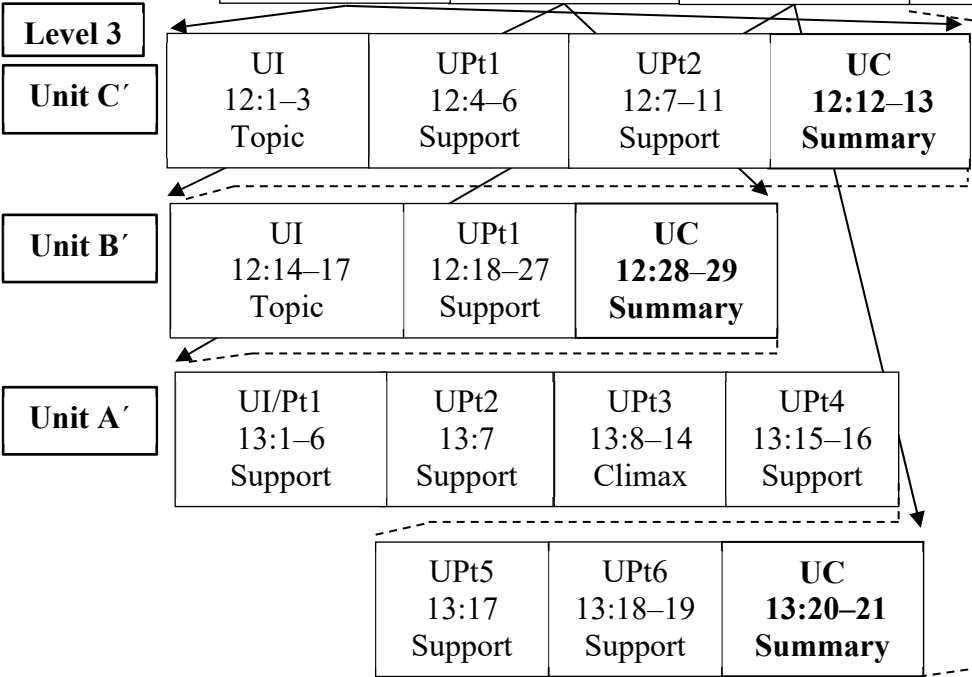 Level 3
Unit C´
UI
12:1–3
Topic
UPt1
12:4–6
Support
UPt2
12:7–11
Support
UC
12:12–13
Summary
Unit B´
UI
12:14–17
Topic
UPt1
12:18–27
Support
UC
12:28–29
Summary
Unit A´
UI/Pt1
13:1–6
Support
UPt2
13:7
Support
UPt3
13:8–14
Climax
UPt4
13:15–16
Support
UPt5
13:17
Support
UPt6
13:18–19
Support
UC
13:20–21
Summary